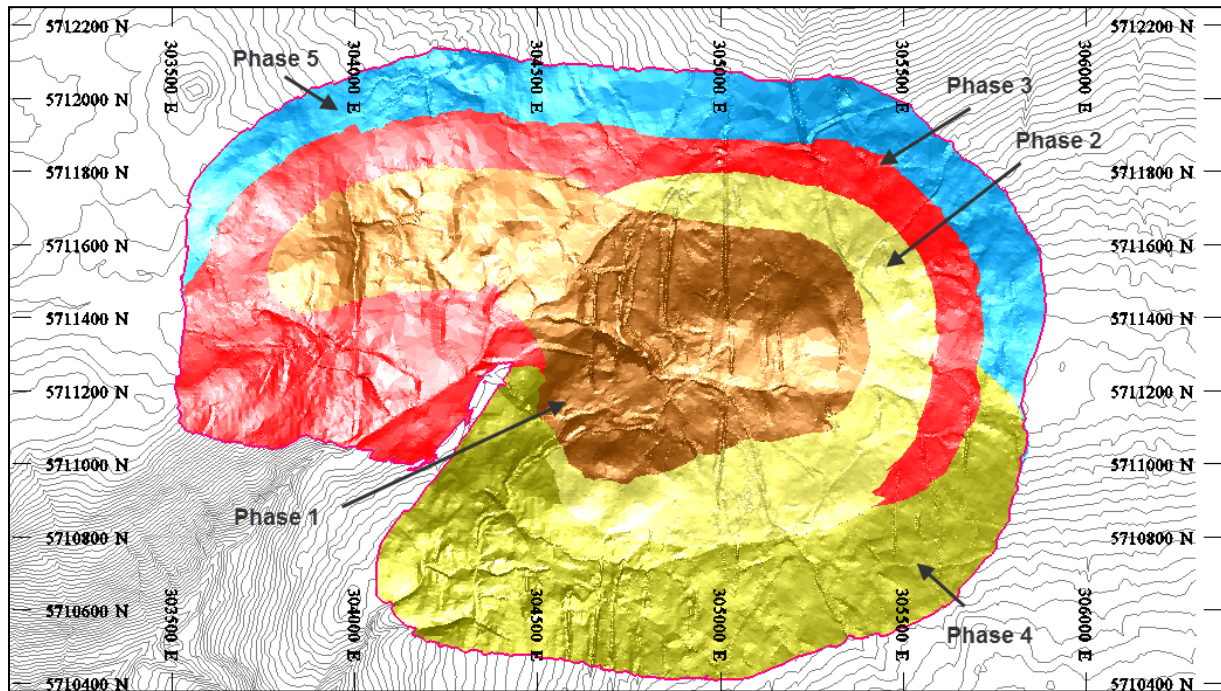 5712200 N
5712200 N
303500 E
304000 E
304500 E
305000 E
305500 E
306000 E
Phase 5
Phase 3
5712000 N
5712000 N
Phase 2
5711800 N
5711800 N
5711600 N
5711600 N
5711400 N
5711400 N
5711200 N
5711200 N
5711000 N
5711000 N
Phase 1
5710800 N
5710800 N
5710600 N
5710600 N
303500 E
304000 E
304500 E
305000 E
305500 E
306000 E
Phase 4
5710400 N
5710400 N